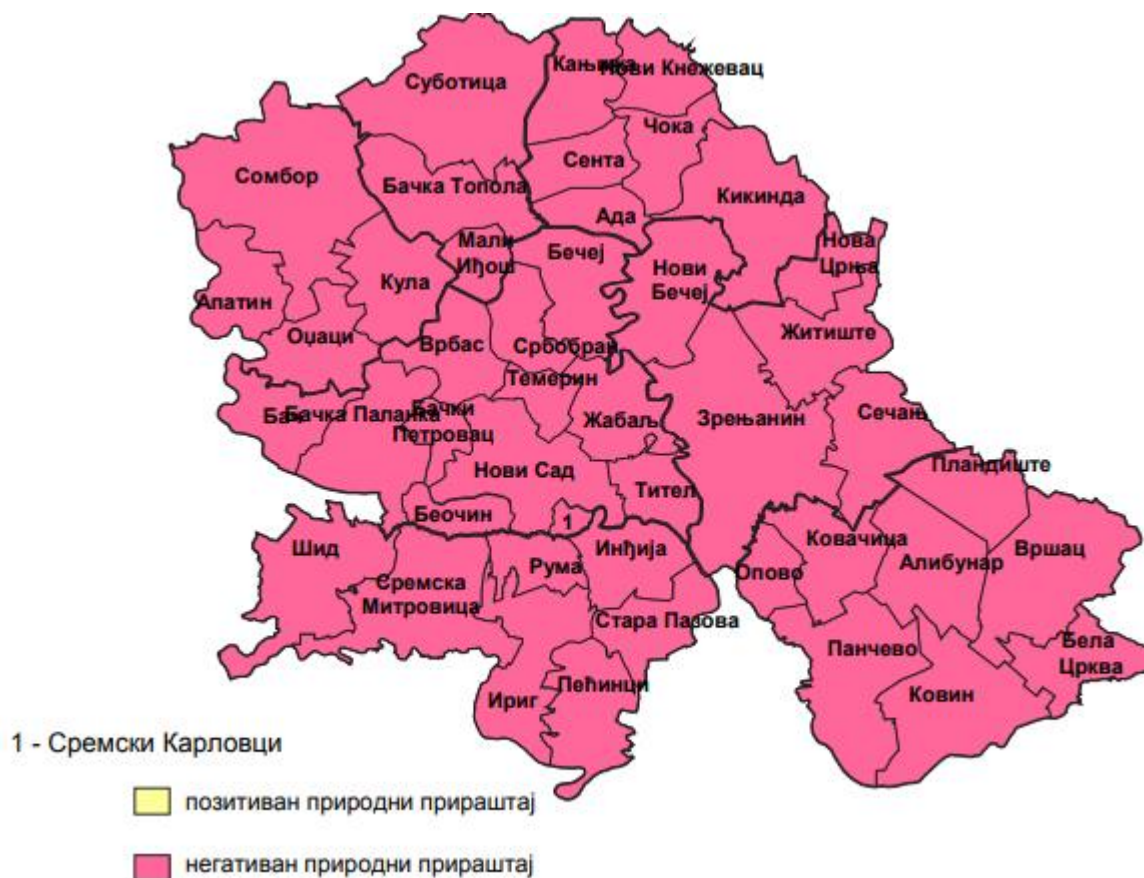 Суботица
Кањижа
Нови Кнежевац
Чока
Сента
Сомбор
Бачка Топола
Кикинда
Ада
Мали
Иђош
Бечеј
Нова
Црња
Нови
Бечеј
Кула
Апатин
Оџаци
Врбас
Србобран
Житиште
Темерин
Бач
Бачка Паланка
Бачки
Петровац
Жабаљ
Зрењанин
Сечањ
Нови Сад
Тител
Пландиште
Беочин
1
Шид
Инђија
Ковачица
Вршац
Рума
Опово
Алибунар
Сремска
Митровица
Стара Пазова
Панчево
Бела
Црква
Ириг
Пећинци
Ковин
1 - Сремски Карловци
позитиван природни прираштај
негативан природни прираштај